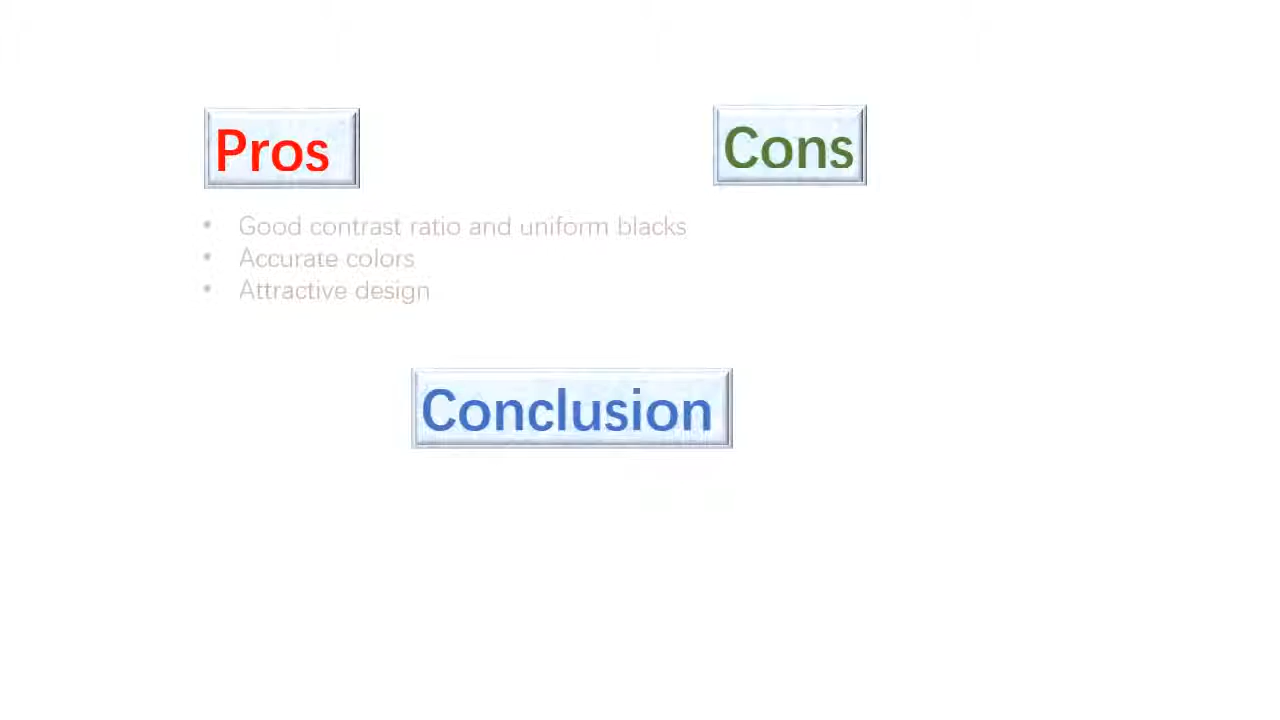 Pros
Cons
• Good contrast ratio and uniform blacks
• Accurate colors
• Attractive design
Conclusion